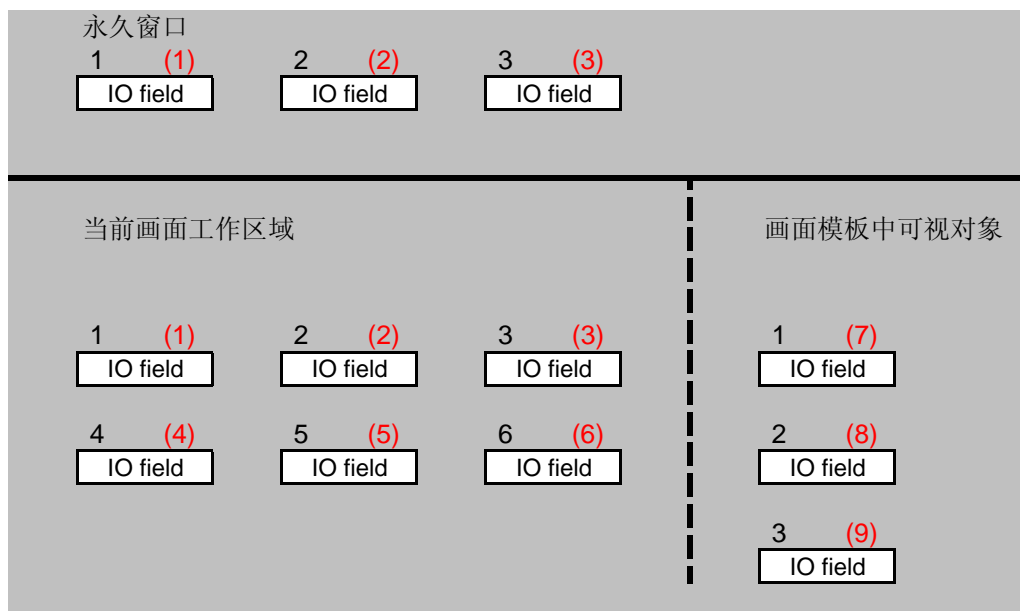 永久窗口
1 (1) 2 (2) 3 (3)
IO field IO field IO field
当前画面工作区域
画面模板中可视对象
1 (1) 2 (2) 3 (3) 1 (7)
IO field IO field IO field IO field
4 (4) 5 (5) 6 (6) 2 (8)
IO field IO field IO field IO field
3 (9)
IO field